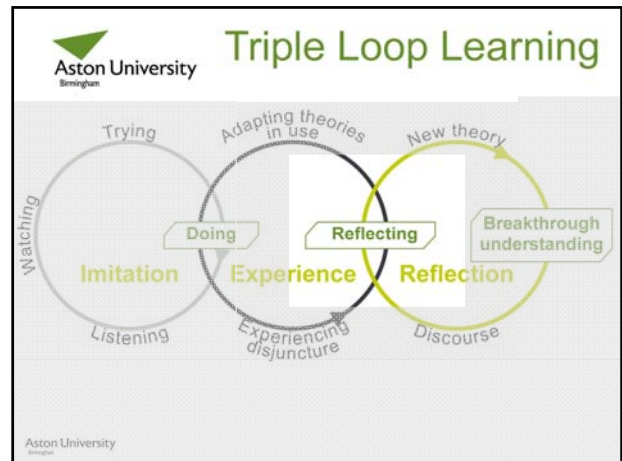 Aston University
Birmingham
Triple Loop Learning
Trying
Watching
Listening
Imitation
Doing
Adapting theories
in use
Experience
Experiencing
disjuncture
Reflecting
New theory
Reflection
Discourse
Breakthrough
understanding
Aston University
Birmingham